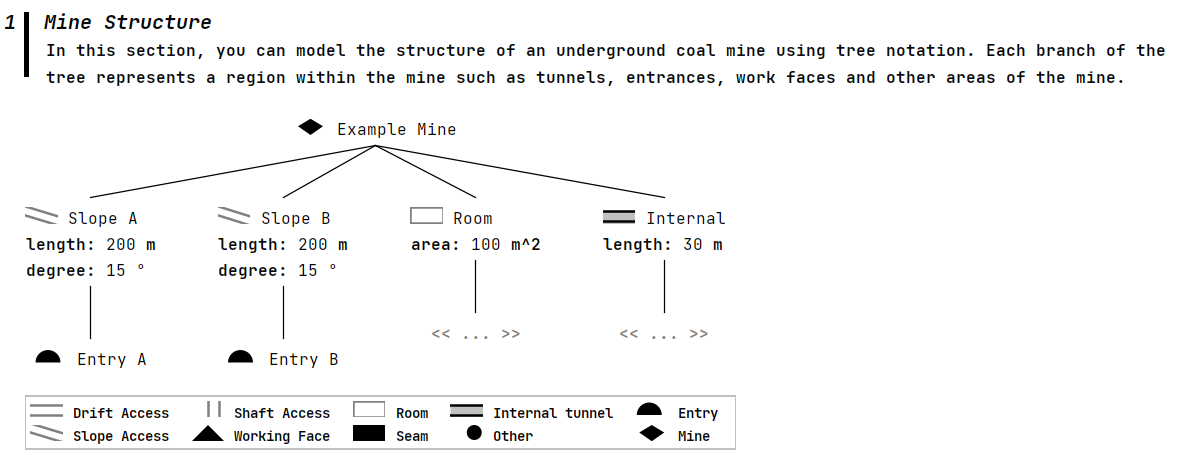 1 Mine Structure
In this section, you can model the structure of an underground coal mine using tree notation. Each branch of the
tree represents a region within the mine such as tunnels, entrances, work faces and other areas of the mine.
Example Mine
Slope A Slope B Room Internal
length: 200 m length: 200 m area: 100 m^2 length: 30 m
degree: 15 ° degree: 15 °
<< ... >> << ... >>
Entry A Entry B
Drift Access Shaft Access Room Internal tunnel Entry
Slope Access Working Face Seam Other Mine